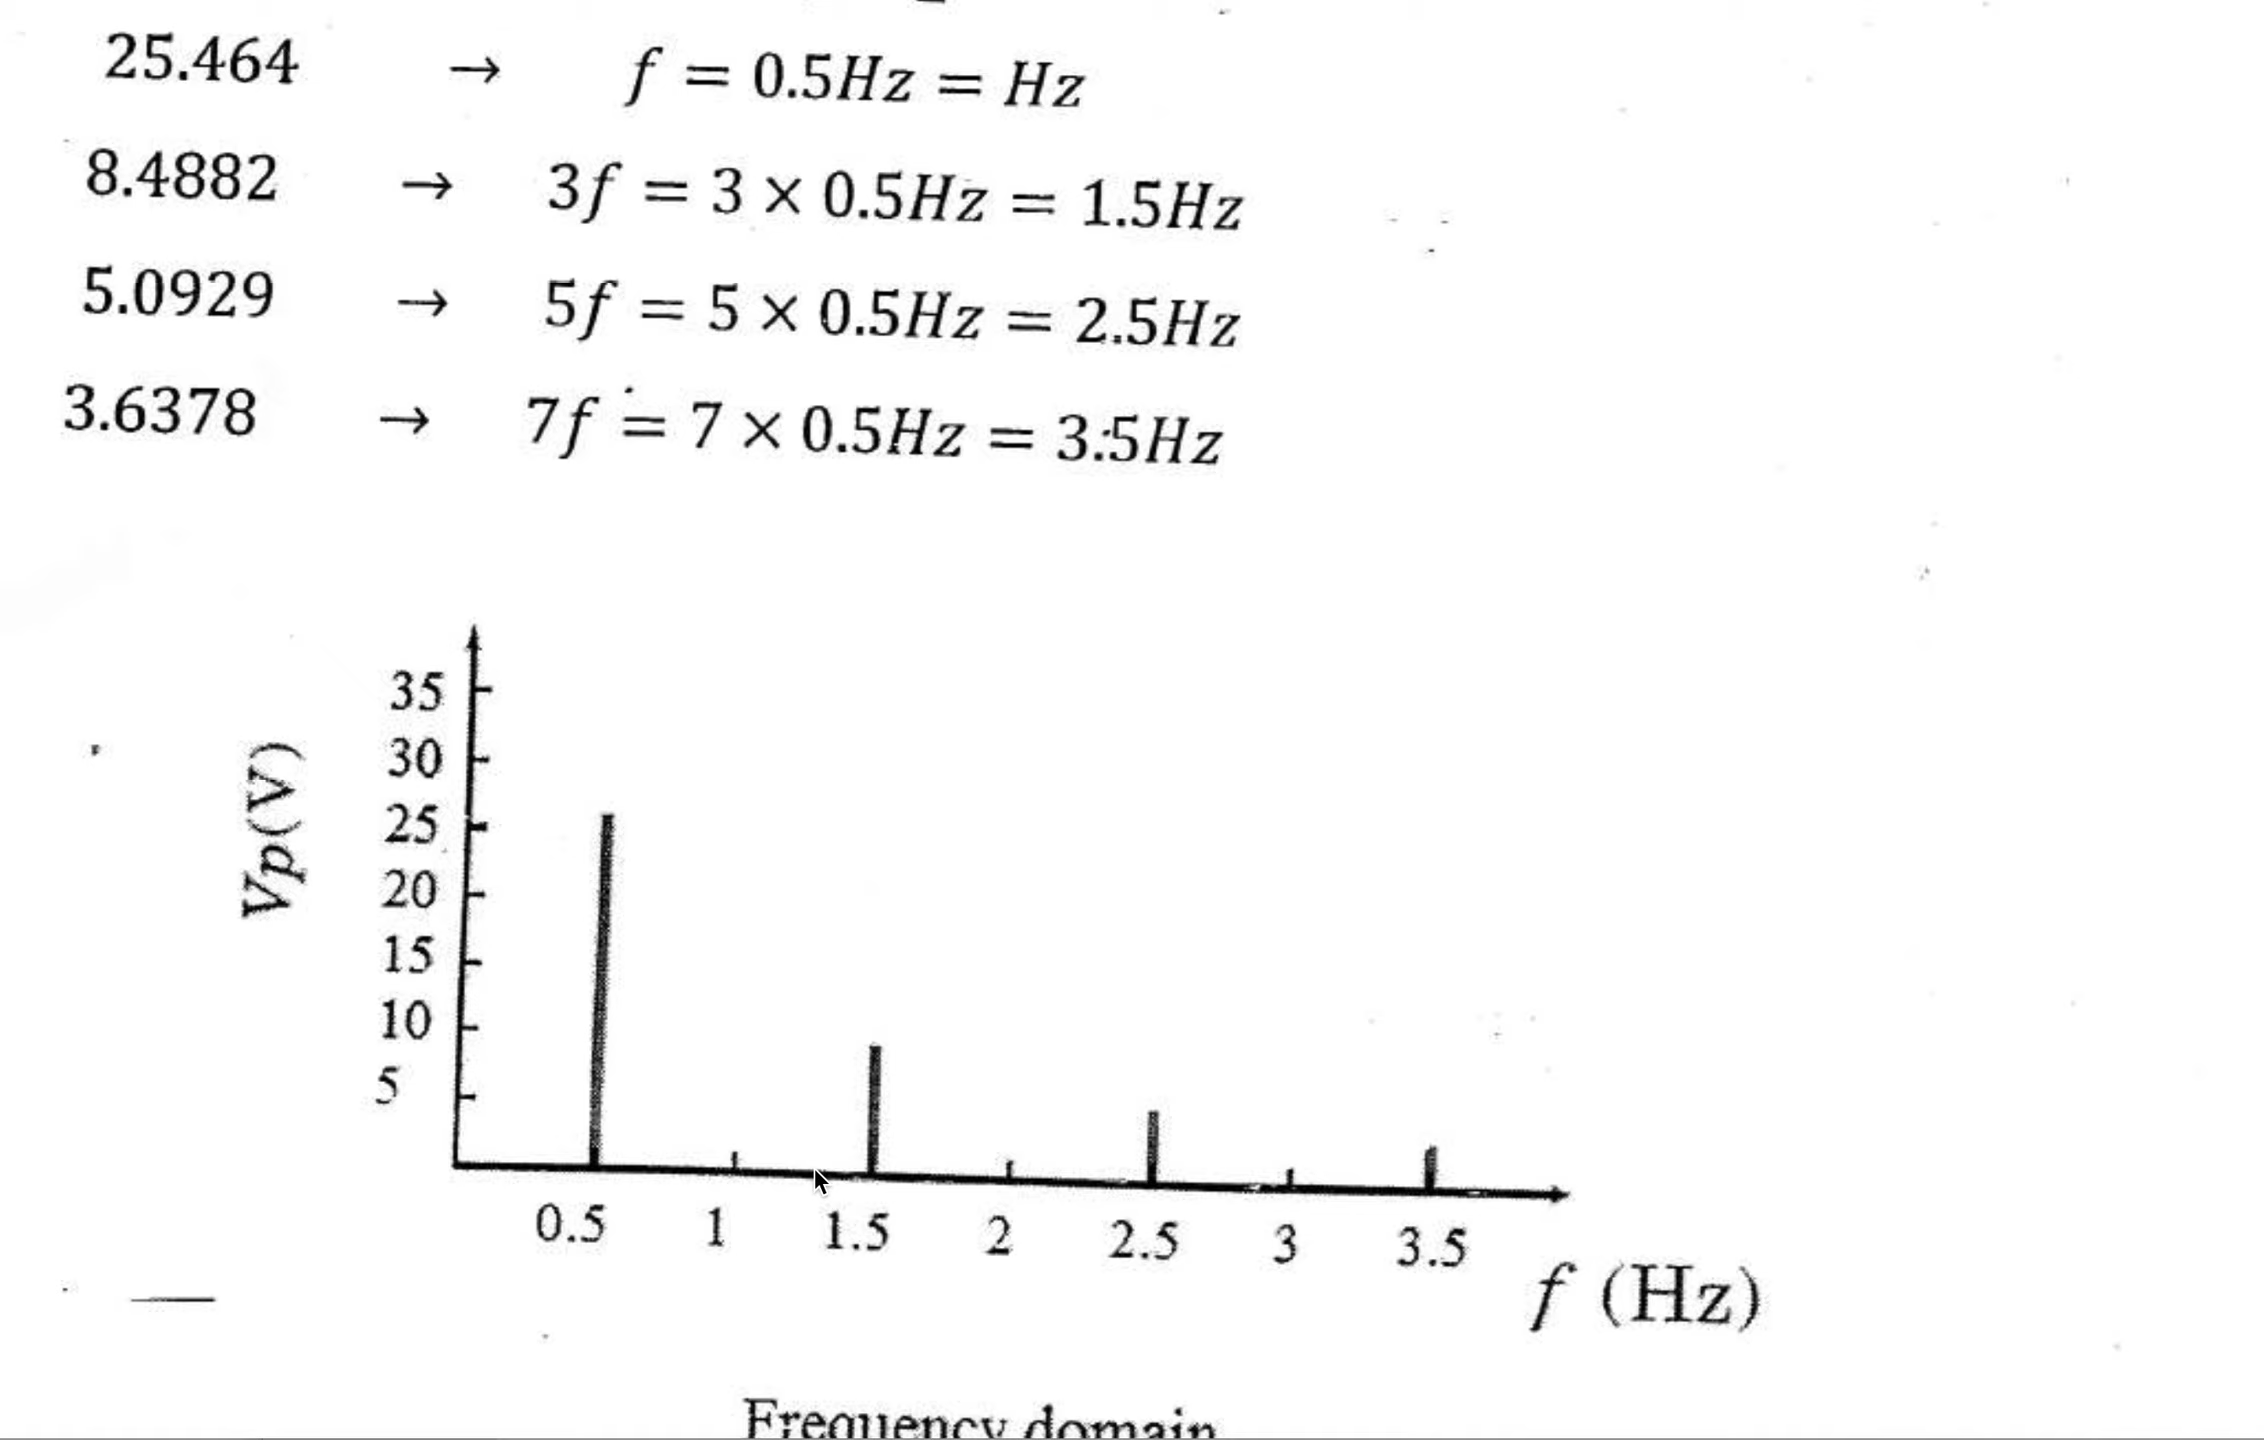 25.464 → f = 0.5Hz = Hz
8.4882 → 3f = 3 × 0.5Hz = 1.5Hz
5.0929 → 5f = 5 × 0.5Hz = 2.5Hz
3.6378 → 7f = 7 × 0.5Hz = 3.5Hz
Vp(V)
35
30
25
20
15
10
5
0.5 1 1.5 2 2.5 3 3.5
f (Hz)
Frequency domain